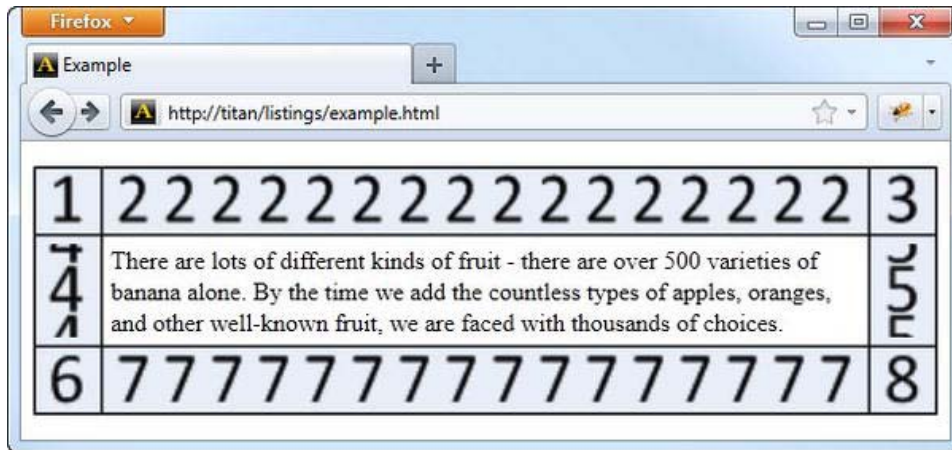 Firefox
A Example
A http://titan/listings/example.html
1 2 2 2 2 2 2 2 2 2 2 2 2 2 2 2 2 3
There are lots of different kinds of fruit - there are over 500 varieties of
4 banana alone. By the time we add the countless types of apples, oranges, 5
and other well-known fruit, we are faced with thousands of choices.
6 7 7 7 7 7 7 7 7 7 7 7 7 7 7 7 7 8